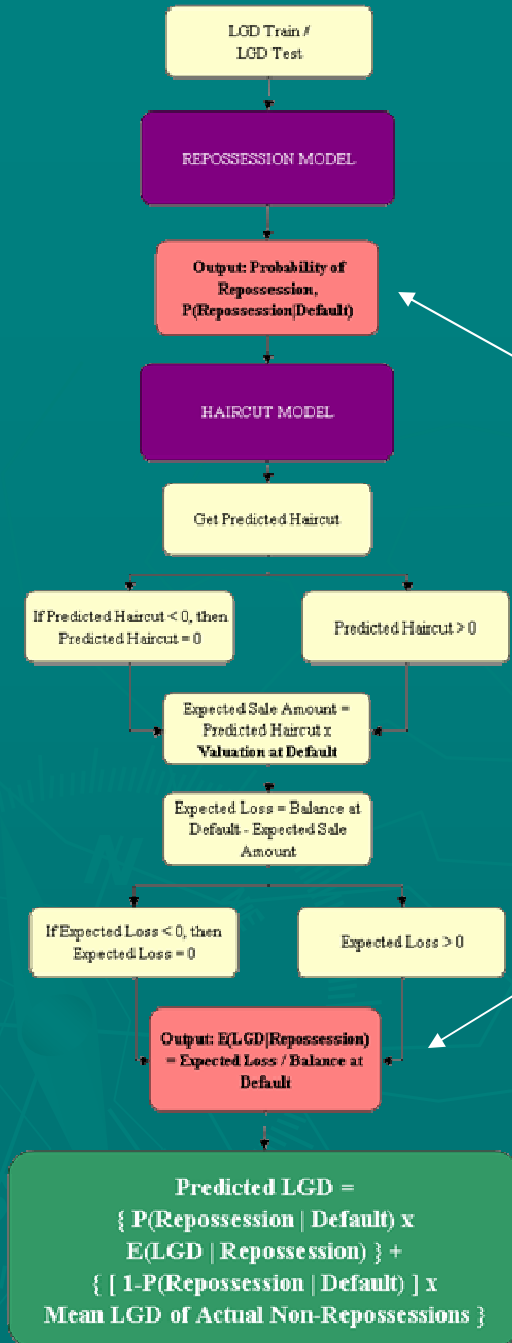 LGD Train /
LGD Test
REPOSSESSION MODEL
Output: Probability of
Repossession,
P(Repossession|Default)
HAIRCUT MODEL
Get Predicted Haircut
If Predicted Haircut < 0, then
Predicted Haircut = 0
Predicted Haircut > 0
Expected Sale Amount =
Predicted Haircut x
Valuation at Default
Expected Loss = Balance at
Default - Expected Sale
Amount
If Expected Loss < 0, then
Expected Loss = 0
Expected Loss > 0
Output: E(LGD|Repossession)
= Expected Loss / Balance at
Default
Predicted LGD =
{ P(Repossession | Default) x
E(LGD | Repossession) } +
{ [ 1-P(Repossession | Default) ] x
Mean LGD of Actual Non-Repossessions }